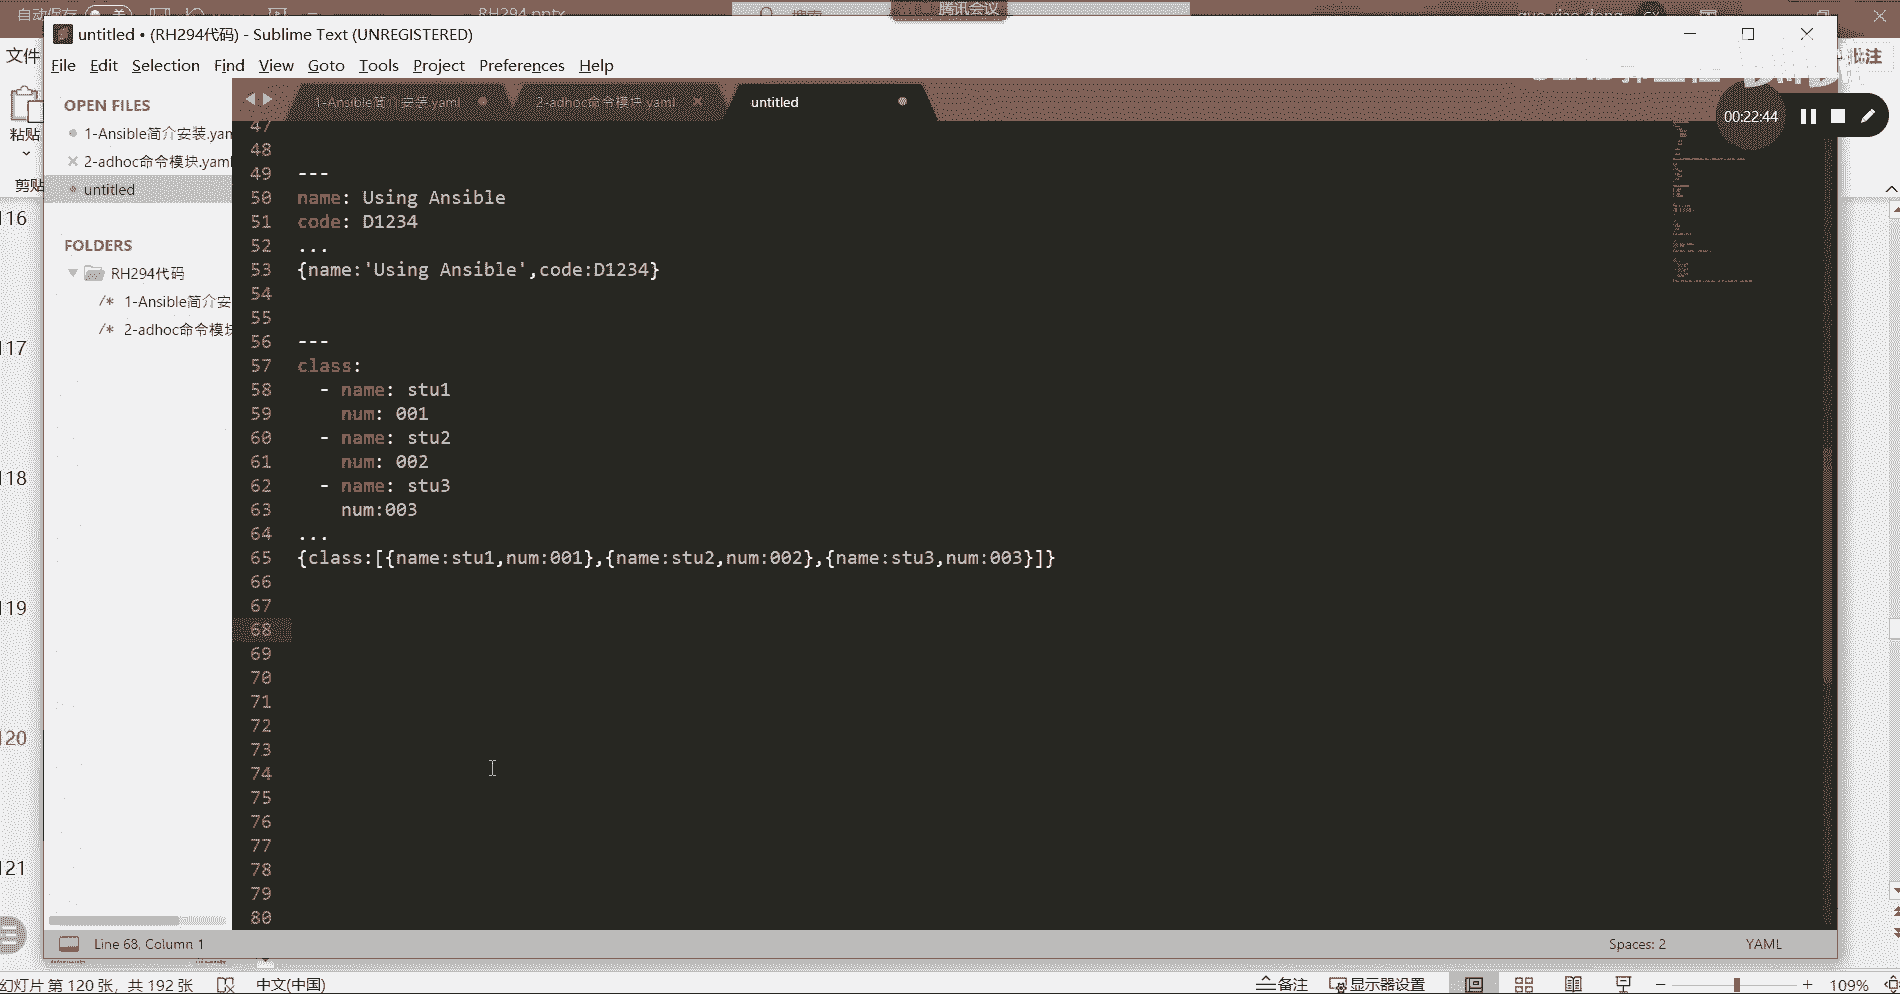 RH294.pptx
搜索
腾讯会议
untitled • (RH294代码) - Sublime Text (UNREGISTERED)
文件
批注
File Edit Selection Find View Goto Tools Project Preferences Help
粘贴
剪贴
OPEN FILES
1-Ansible简介安装.yam
2-adhoc命令模块.yaml
untitled
FOLDERS
RH294代码
/* 1-Ansible简介安
/* 2-adhoc命令模块
1-Ansible简介安装.yaml
2-adhoc命令模块.yaml
untitled
00:22:44
47
48
49 ---
50 name: Using Ansible
51 code: D1234
52 ...
53 {name:'Using Ansible',code:D1234}
54
55
56 ---
57 class:
58 - name: stu1
59 num: 001
60 - name: stu2
61 num: 002
62 - name: stu3
63 num:003
64 ...
65 {class:[{name:stu1,num:001},{name:stu2,num:002},{name:stu3,num:003}]}
66
67
68
69
70
71
72
73
74
75
76
77
78
79
80
116
117
118
119
120
121
Line 68, Column 1
Spaces: 2
YAML
幻灯片 第 120 张，共 192 张
中文(中国)
备注
显示器设置
109%